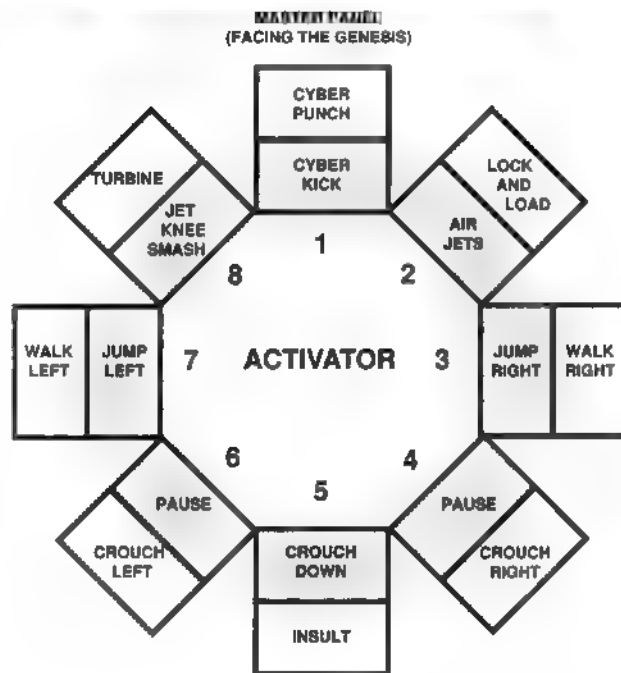 MASTER PANEL
(FACING THE GENESIS)
CYBER
PUNCH
CYBER
KICK
TURBINE
JET
KNEE
SMASH
LOCK
AND
LOAD
AIR
JETS
8
1
2
WALK
LEFT
JUMP
LEFT
7
ACTIVATOR
3
JUMP
RIGHT
WALK
RIGHT
6
5
4
PAUSE
CROUCH
LEFT
CROUCH
DOWN
INSULT
PAUSE
CROUCH
RIGHT